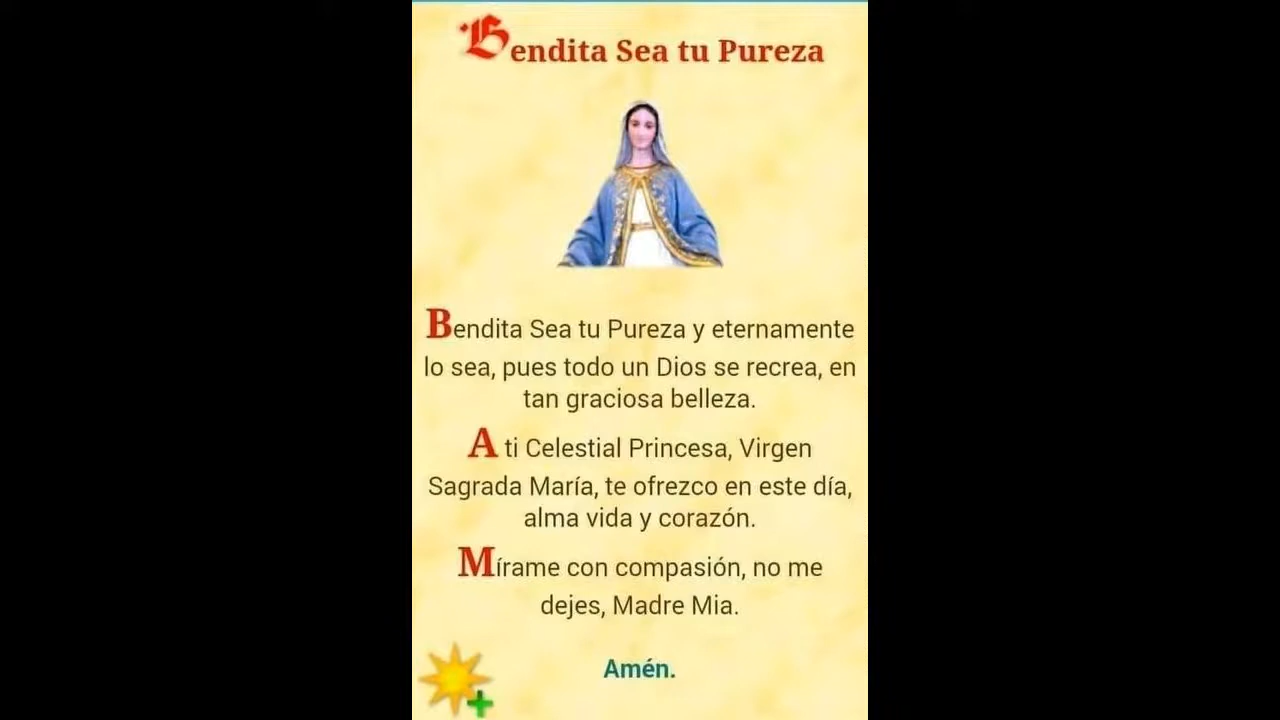 Bendita Sea tu Pureza
Bendita Sea tu Pureza y eternamente
lo sea, pues todo un Dios se recrea, en
tan graciosa belleza.
A ti Celestial Princesa, Virgen
Sagrada María, te ofrezco en este día,
alma vida y corazón.
Mírame con compasión, no me
dejes, Madre Mia.
Amén.